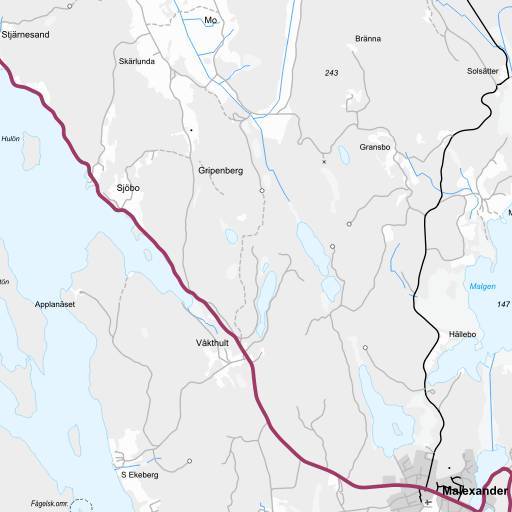 Mo
Stjärnesand
Bränna
Skärlunda
243
Solsätter
Hulön
Gransbo
Gripenberg
Sjöbo
M
Malgen
Applanäset
147
Hällebo
Våkthult
S Ekeberg
Malexander
Fågelsk.omr.